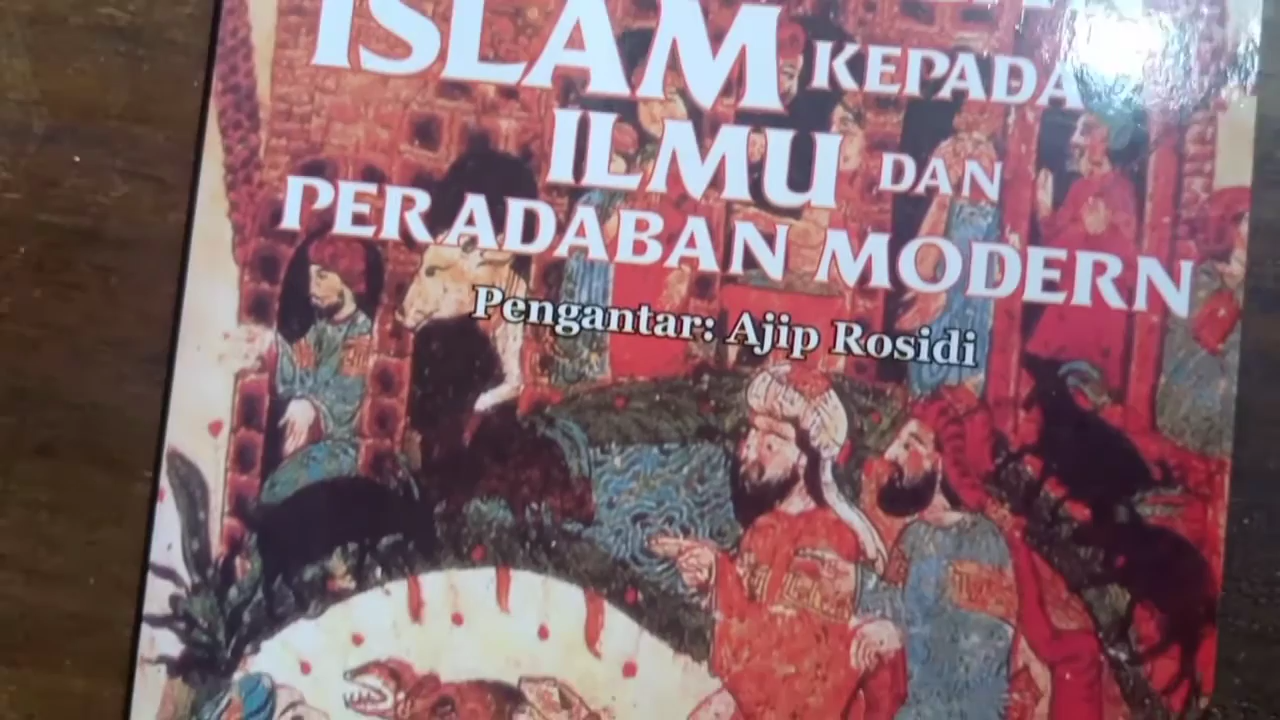 ISLAM KEPADA
ILMU DAN
PERADABAN MODERN
Pengantar: Ajip Rosidi